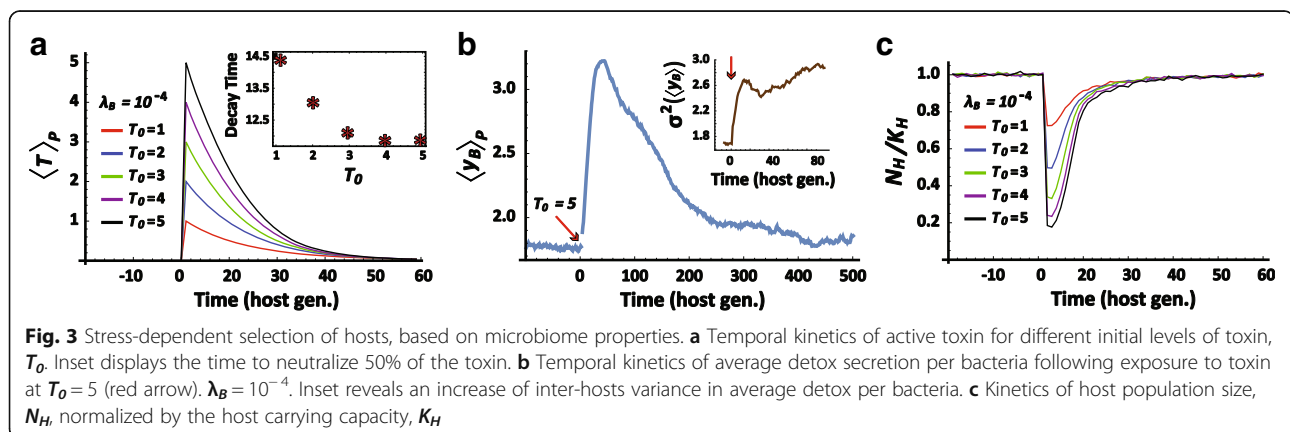 a
b
c
⟨T⟩P
5
4
3
2
1
λB = 10⁻⁴
T0=1
T0=2
T0=3
T0=4
T0=5
-20 -10 0 10 20 30 40 50 60
Time (host gen.)
Decay Time
14.5
13.5
12.5
1 2 3 4 5
T0
⟨yB⟩P
3.0
2.5
2.0
T0 = 5
0 100 200 300 400 500
Time (host gen.)
σ²(⟨yB⟩)
3.0
2.6
2.2
1.8
0 40 80
Time (host gen.)
NH/KH
1.0
0.8
0.6
0.4
0.2
λB = 10⁻⁴
T0=1
T0=2
T0=3
T0=4
T0=5
-10 0 10 20 30 40 50 60
Time (host gen.)
Fig. 3 Stress-dependent selection of hosts, based on microbiome properties. a Temporal kinetics of active toxin for different initial levels of toxin,
T0. Inset displays the time to neutralize 50% of the toxin. b Temporal kinetics of average detox secretion per bacteria following exposure to toxin
at T0 = 5 (red arrow). λB = 10⁻⁴. Inset reveals an increase of inter-hosts variance in average detox per bacteria. c Kinetics of host population size,
NH, normalized by the host carrying capacity, KH